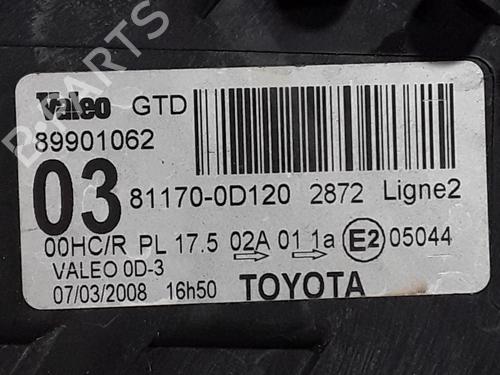 Valeo GTD
89901062
03 81170-0D120 2872 Ligne2
00HC/R PL 17.5 02A 01 1a E2 05044
VALEO 0D-3 TOYOTA
07/03/2008 16h50